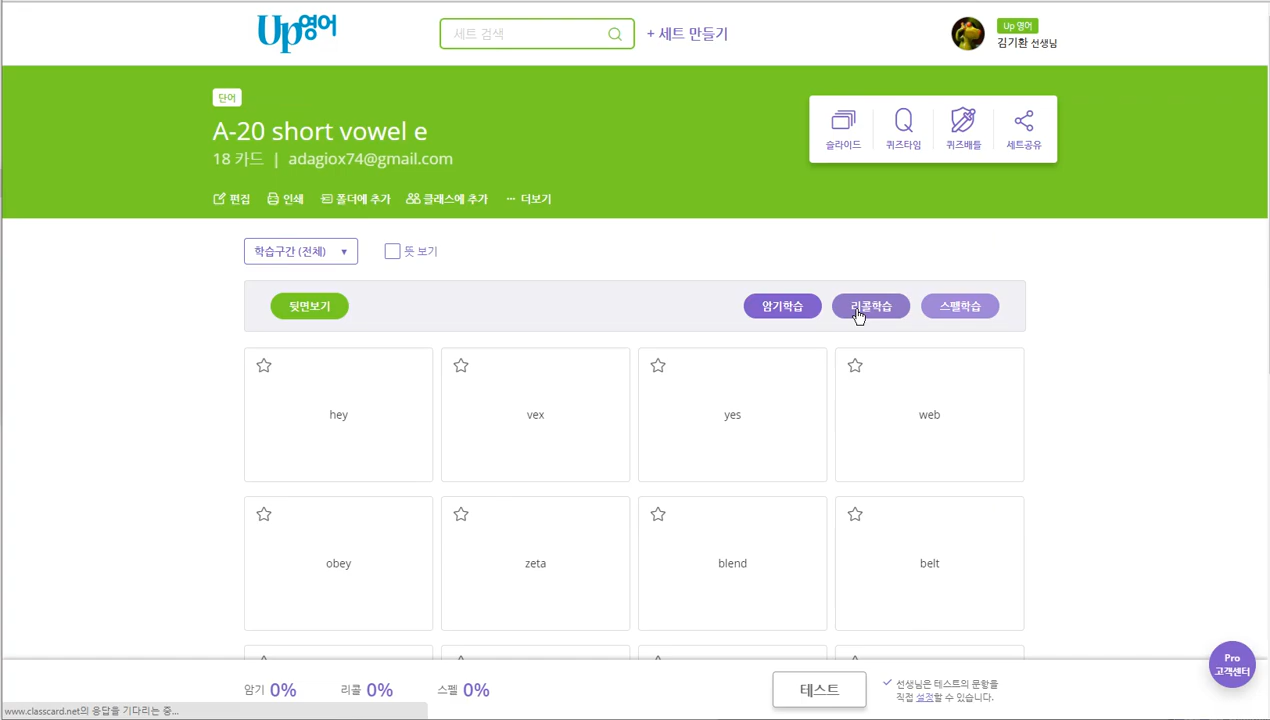 Up영어
세트 검색
+ 세트 만들기
Up 영어
김기환 선생님
단어
A-20 short vowel e
18 카드 | adagiox74@gmail.com
슬라이드
퀴즈타임
퀴즈배틀
세트공유
편집
인쇄
폴더에 추가
클래스에 추가
··· 더보기
학습구간 (전체) ▼
뜻 보기
뒷면보기
암기학습
리콜학습
스펠학습
hey
vex
yes
web
obey
zeta
blend
belt
암기 0%
리콜 0%
스펠 0%
테스트
선생님은 테스트의 문항을
직접 설정할 수 있습니다.
Pro
고객센터
www.classcard.net의 응답을 기다리는 중...